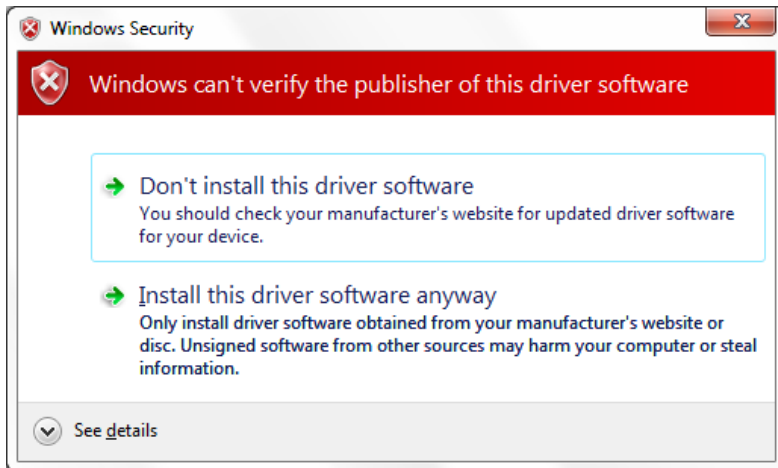 Windows Security
Windows can't verify the publisher of this driver software
Don't install this driver software
You should check your manufacturer's website for updated driver software
for your device.
Install this driver software anyway
Only install driver software obtained from your manufacturer's website or
disc. Unsigned software from other sources may harm your computer or steal
information.
See details